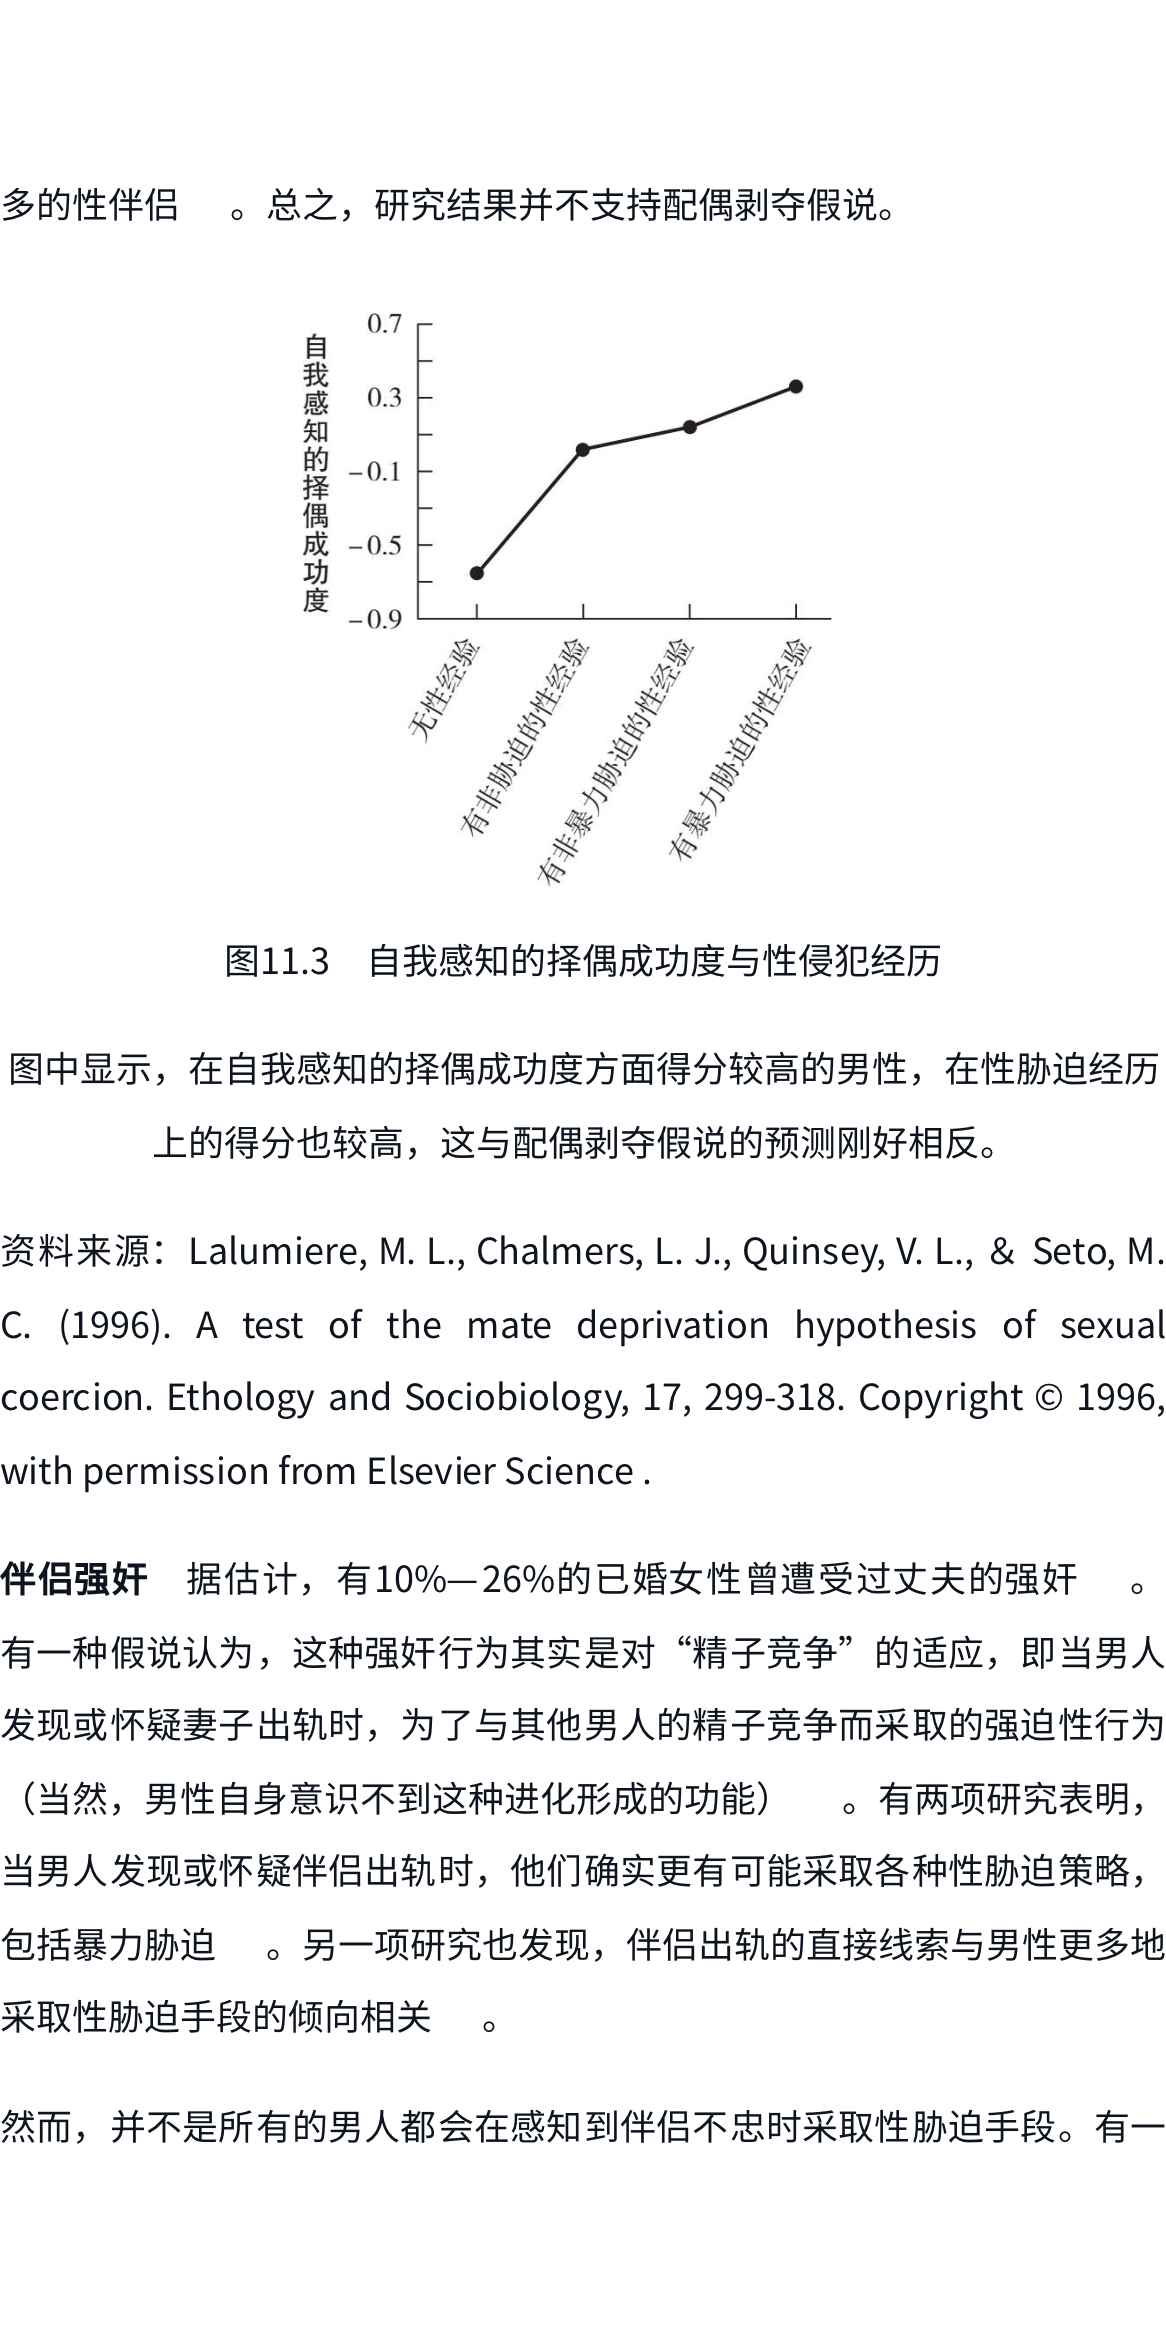 多的性伴侣 。总之，研究结果并不支持配偶剥夺假说。
自我感知的择偶成功度
0.7
0.3
–0.1
–0.5
–0.9
无性经验
有非胁迫的性经验
有非暴力胁迫的性经验
有暴力胁迫的性经验
图11.3 自我感知的择偶成功度与性侵犯经历
图中显示，在自我感知的择偶成功度方面得分较高的男性，在性胁迫经历
上的得分也较高，这与配偶剥夺假说的预测刚好相反。
资料来源：Lalumiere, M. L., Chalmers, L. J., Quinsey, V. L., & Seto, M.
C. (1996). A test of the mate deprivation hypothesis of sexual
coercion. Ethology and Sociobiology, 17, 299-318. Copyright © 1996,
with permission from Elsevier Science .
伴侣强奸 据估计，有10%—26%的已婚女性曾遭受过丈夫的强奸 。
有一种假说认为，这种强奸行为其实是对“精子竞争”的适应，即当男人
发现或怀疑妻子出轨时，为了与其他男人的精子竞争而采取的强迫性行为
（当然，男性自身意识不到这种进化形成的功能） 。有两项研究表明，
当男人发现或怀疑伴侣出轨时，他们确实更有可能采取各种性胁迫策略，
包括暴力胁迫 。另一项研究也发现，伴侣出轨的直接线索与男性更多地
采取性胁迫手段的倾向相关 。
然而，并不是所有的男人都会在感知到伴侣不忠时采取性胁迫手段。有一